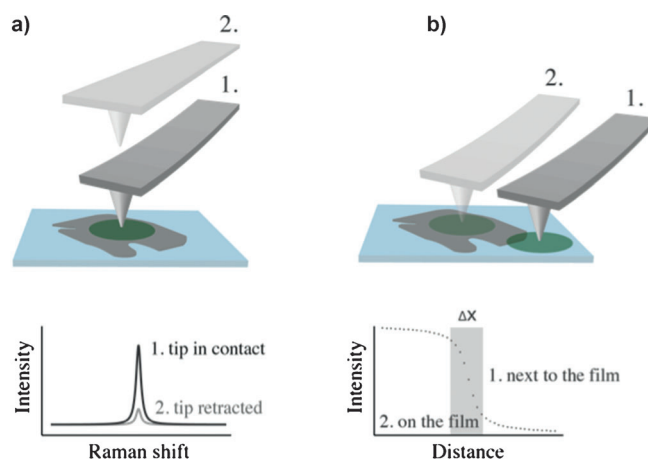 a)
2.
1.
b)
2.
1.
Intensity
1. tip in contact
2. tip retracted
Raman shift
Δx
Intensity
1. next to the film
2. on the film
Distance